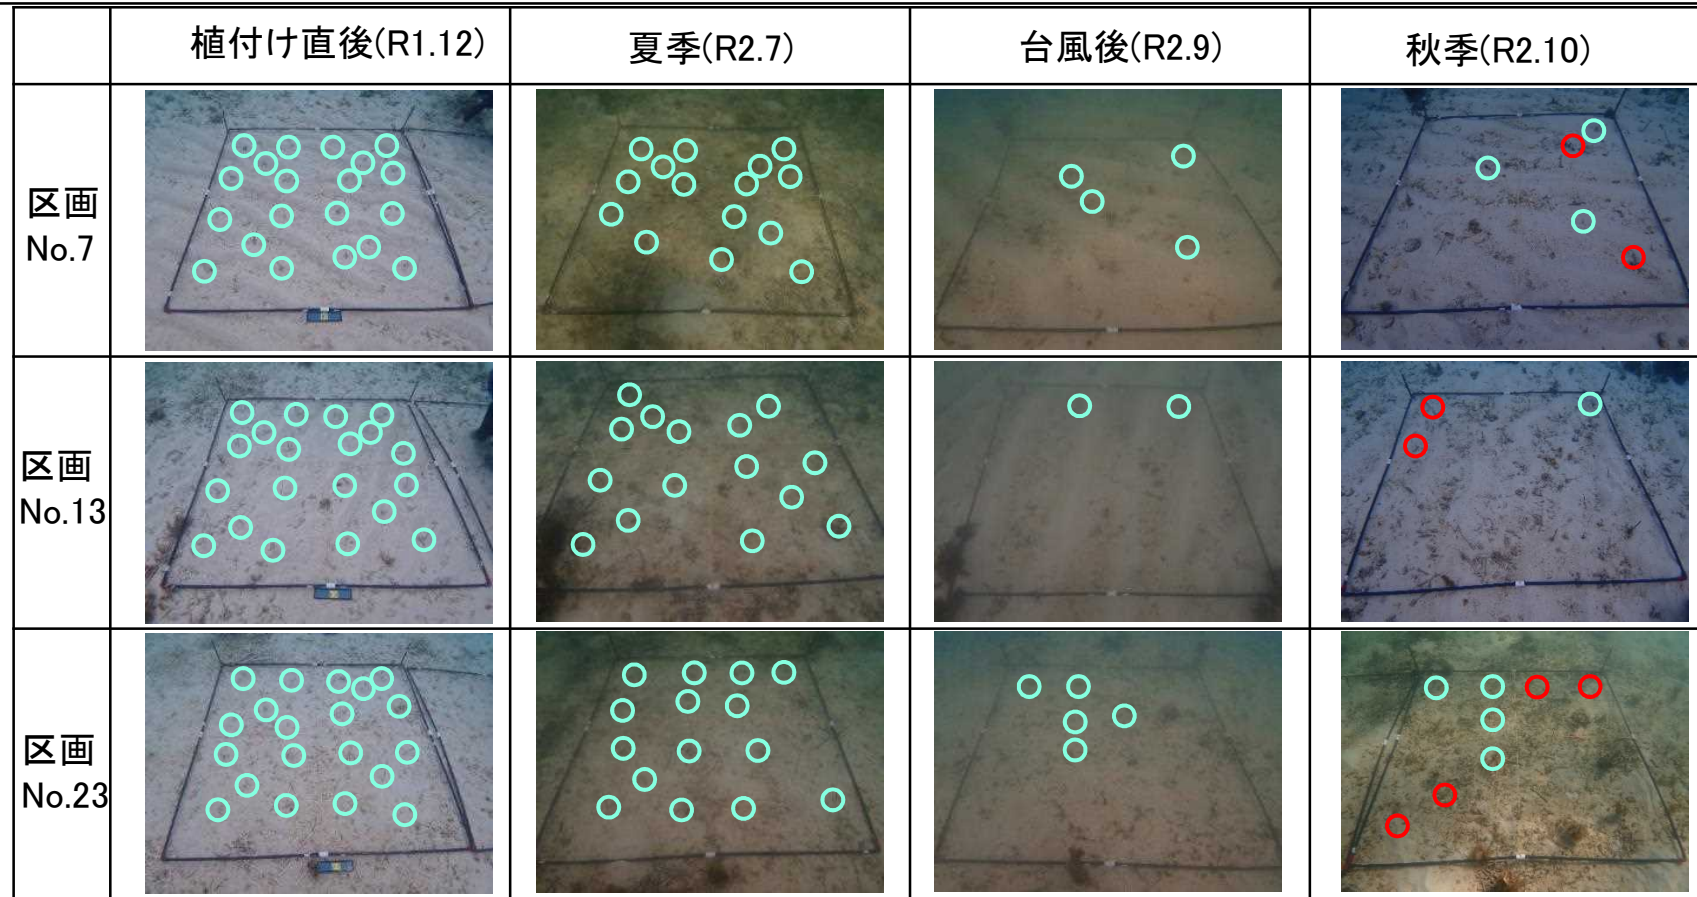 植付け直後(R1.12)
夏季(R2.7)
台風後(R2.9)
秋季(R2.10)
区画
No.7
区画
No.13
区画
No.23